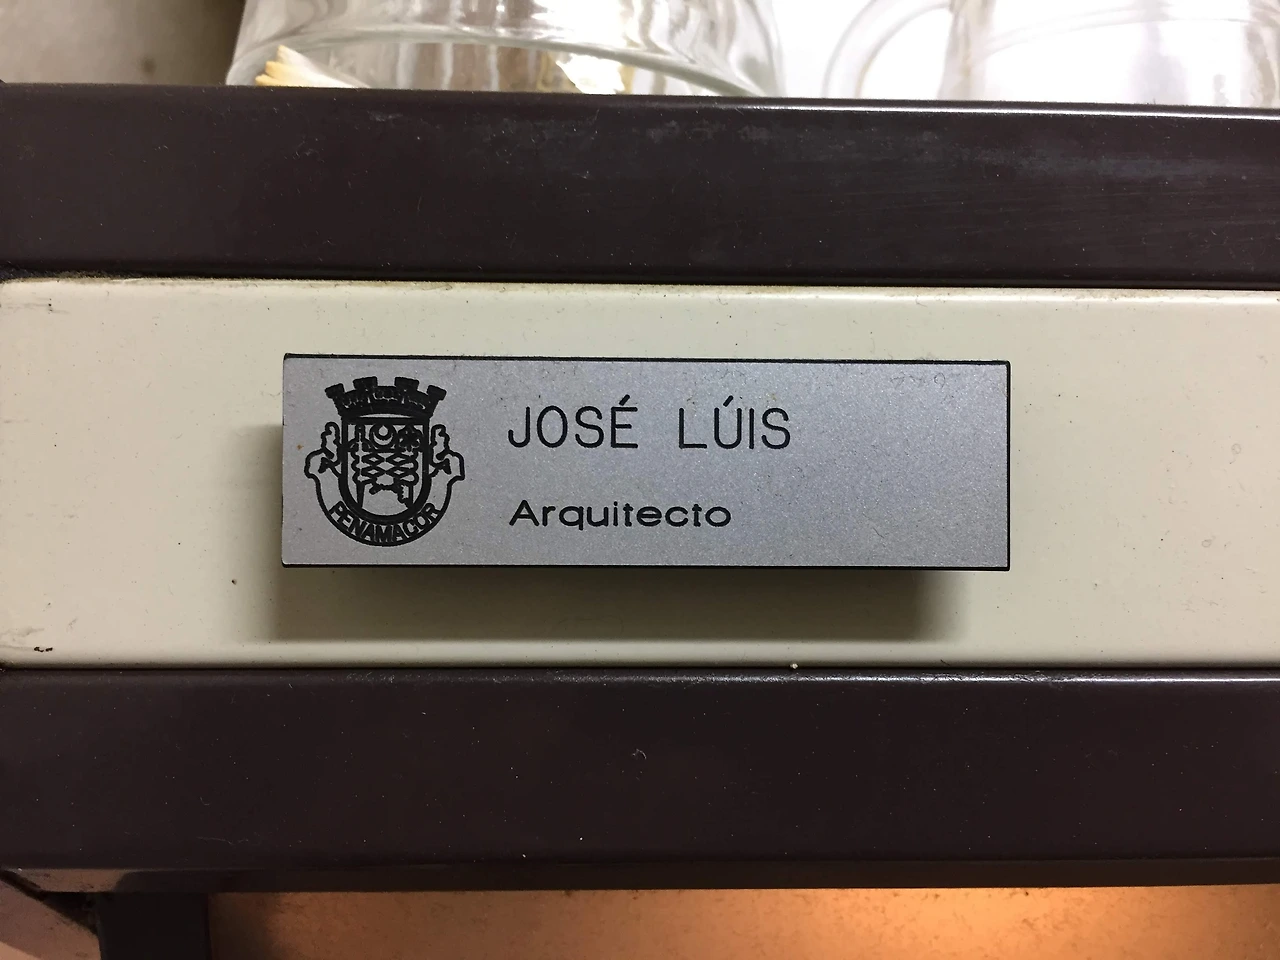 JOSÉ LÚIS
Arquitecto
PENAMACOR